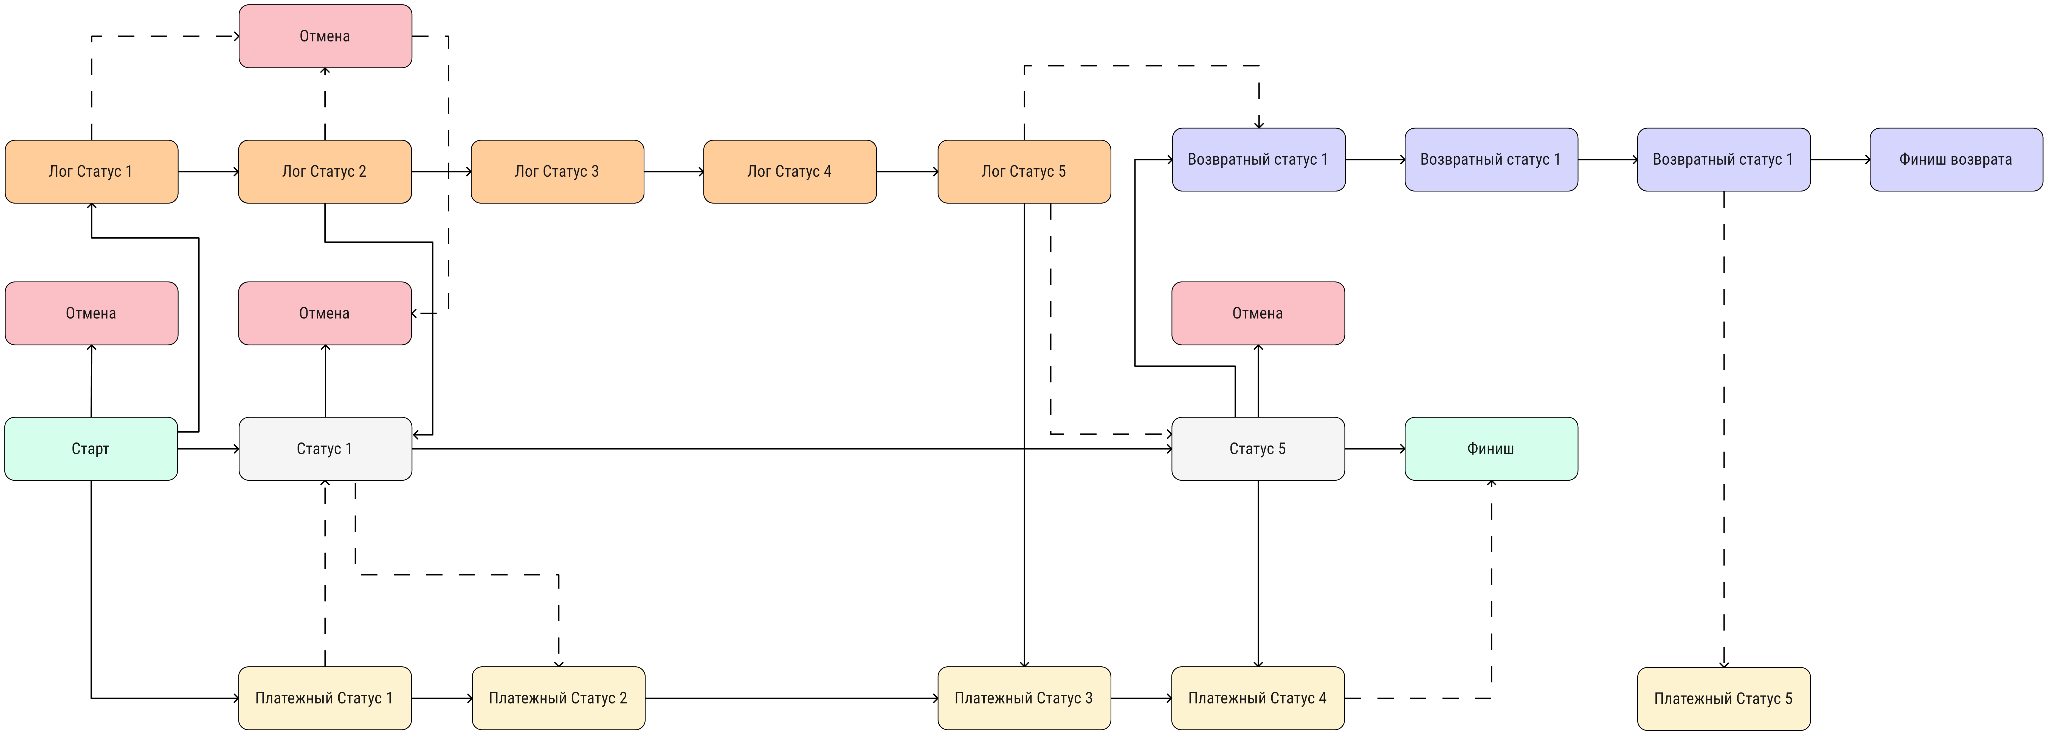 Отмена
Лог Статус 1
Лог Статус 2
Лог Статус 3
Лог Статус 4
Лог Статус 5
Возвратный статус 1
Возвратный статус 1
Возвратный статус 1
Финиш возврата
Отмена
Отмена
Отмена
Старт
Статус 1
Статус 5
Финиш
Платежный Статус 1
Платежный Статус 2
Платежный Статус 3
Платежный Статус 4
Платежный Статус 5